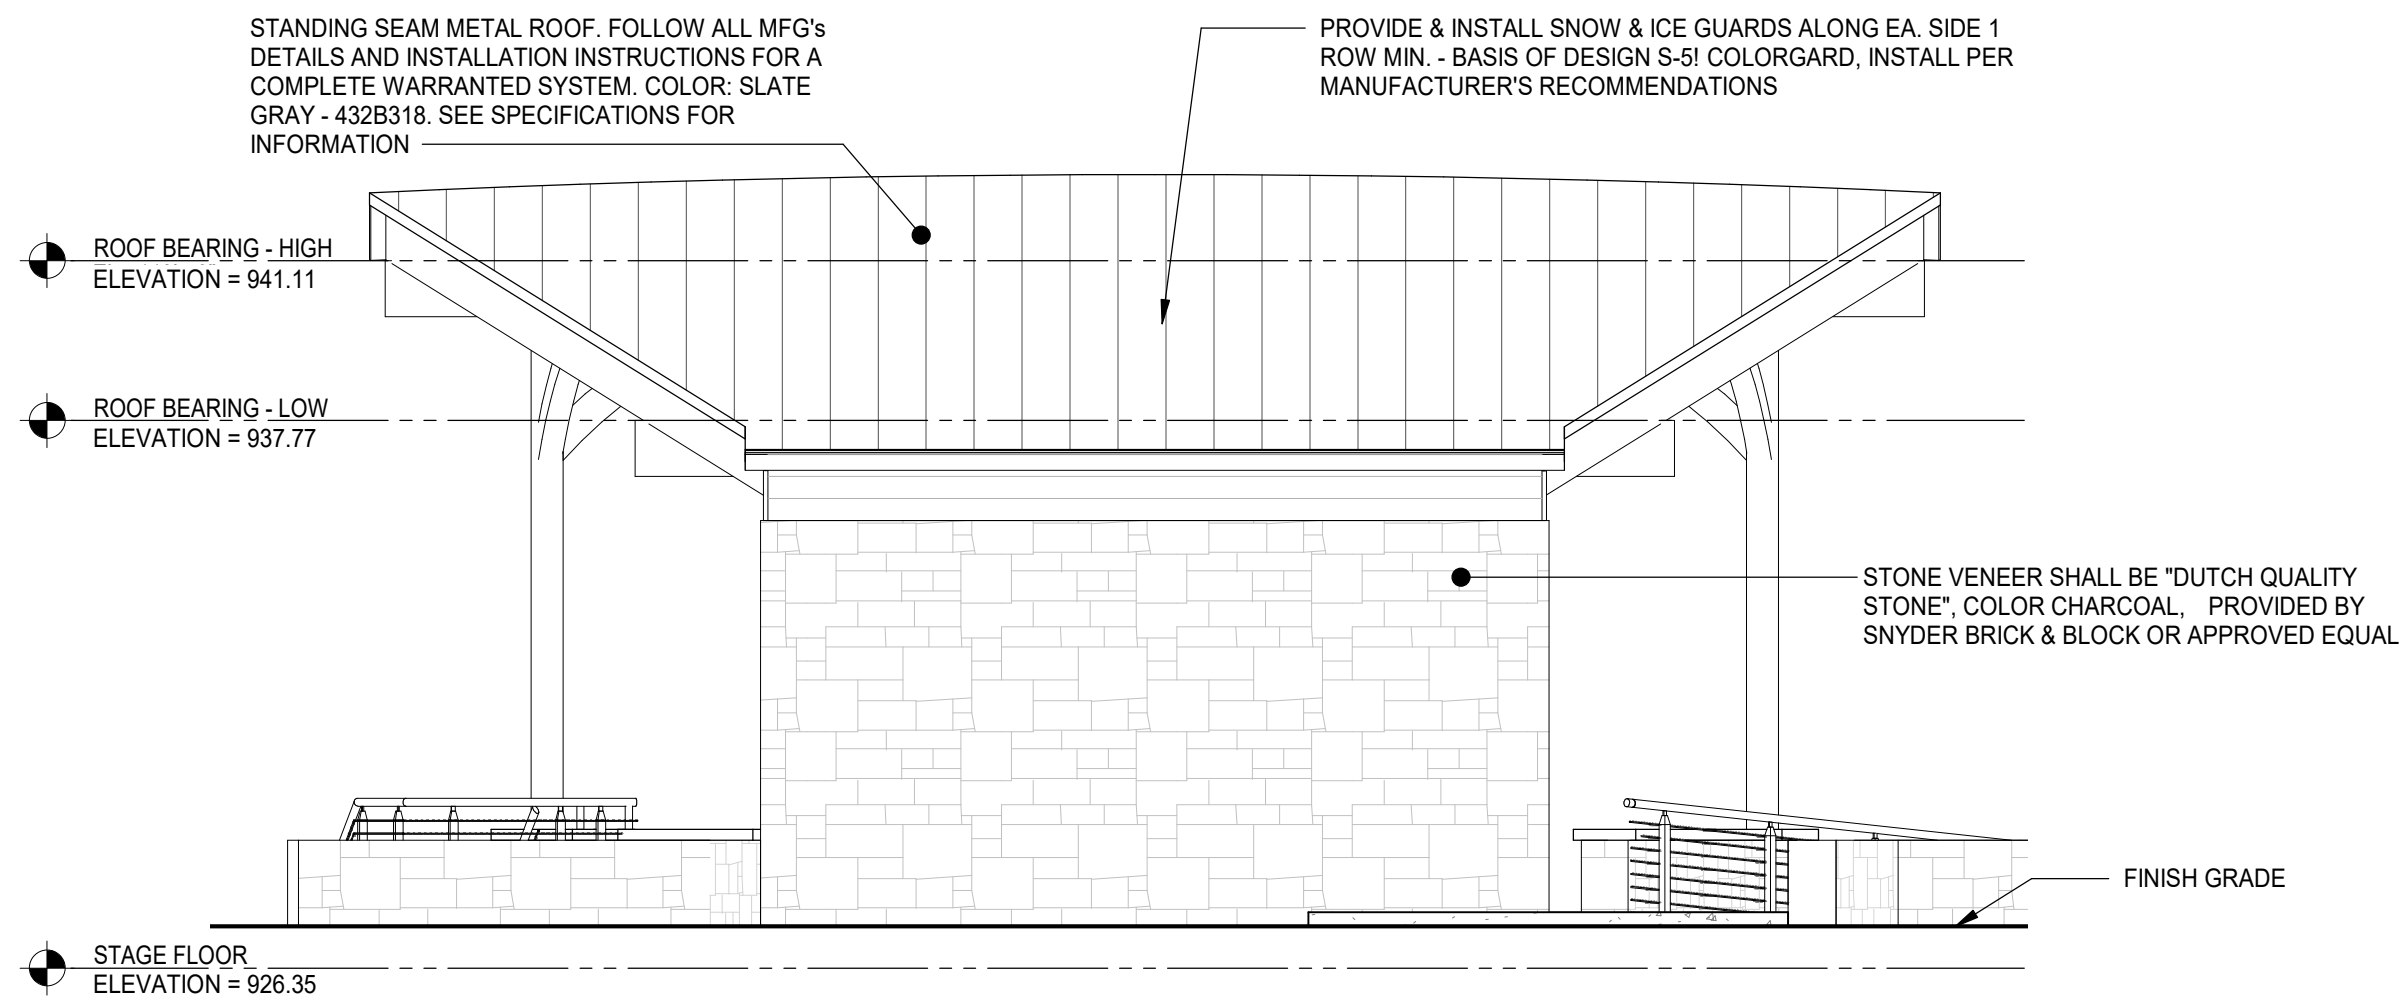 STANDING SEAM METAL ROOF. FOLLOW ALL MFG's
DETAILS AND INSTALLATION INSTRUCTIONS FOR A
COMPLETE WARRANTED SYSTEM. COLOR: SLATE
GRAY - 432B318. SEE SPECIFICATIONS FOR
INFORMATION
PROVIDE & INSTALL SNOW & ICE GUARDS ALONG EA. SIDE 1
ROW MIN. - BASIS OF DESIGN S-5! COLORGARD, INSTALL PER
MANUFACTURER'S RECOMMENDATIONS
ROOF BEARING - HIGH
ELEVATION = 941.11
ROOF BEARING - LOW
ELEVATION = 937.77
STONE VENEER SHALL BE "DUTCH QUALITY
STONE", COLOR CHARCOAL, PROVIDED BY
SNYDER BRICK & BLOCK OR APPROVED EQUAL
FINISH GRADE
STAGE FLOOR
ELEVATION = 926.35